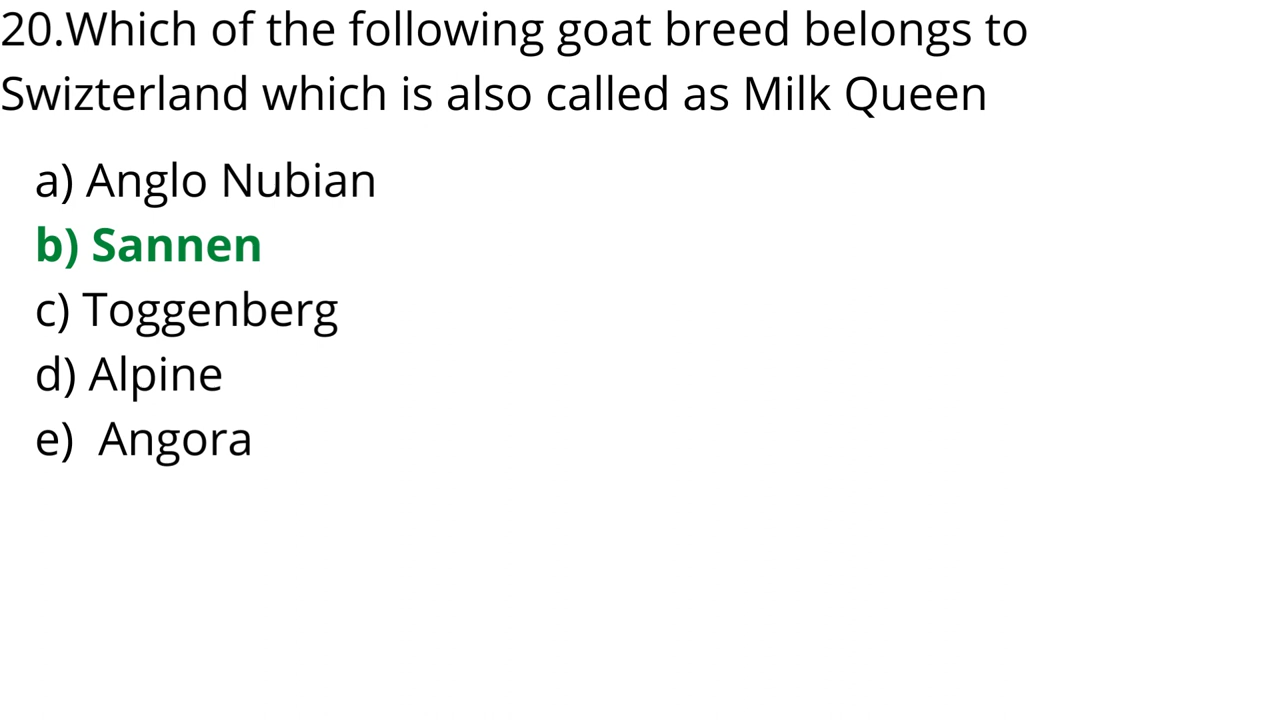 20.Which of the following goat breed belongs to
Swizterland which is also called as Milk Queen
a) Anglo Nubian
b) Sannen
c) Toggenberg
d) Alpine
e) Angora